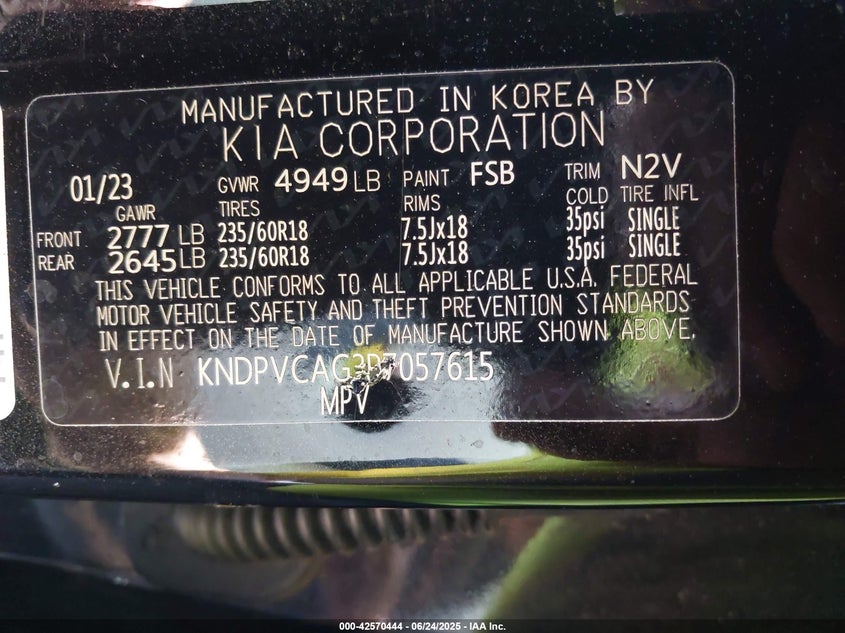 MANUFACTURED IN KOREA BY
KIA CORPORATION
01/23 GVWR 4949 LB PAINT FSB TRIM N2V
GAWR TIRES RIMS COLD TIRE INFL
FRONT 2777 LB 235/60R18 7.5Jx18 35psi SINGLE
REAR 2645 LB 235/60R18 7.5Jx18 35psi SINGLE
THIS VEHICLE CONFORMS TO ALL APPLICABLE U.S.A. FEDERAL
MOTOR VEHICLE SAFETY AND THEFT PREVENTION STANDARDS
IN EFFECT ON THE DATE OF MANUFACTURE SHOWN ABOVE.
V.I.N KNDPVCAG3P7057615
MPV
000-42570444 - 06/24/2025 - IAA Inc.